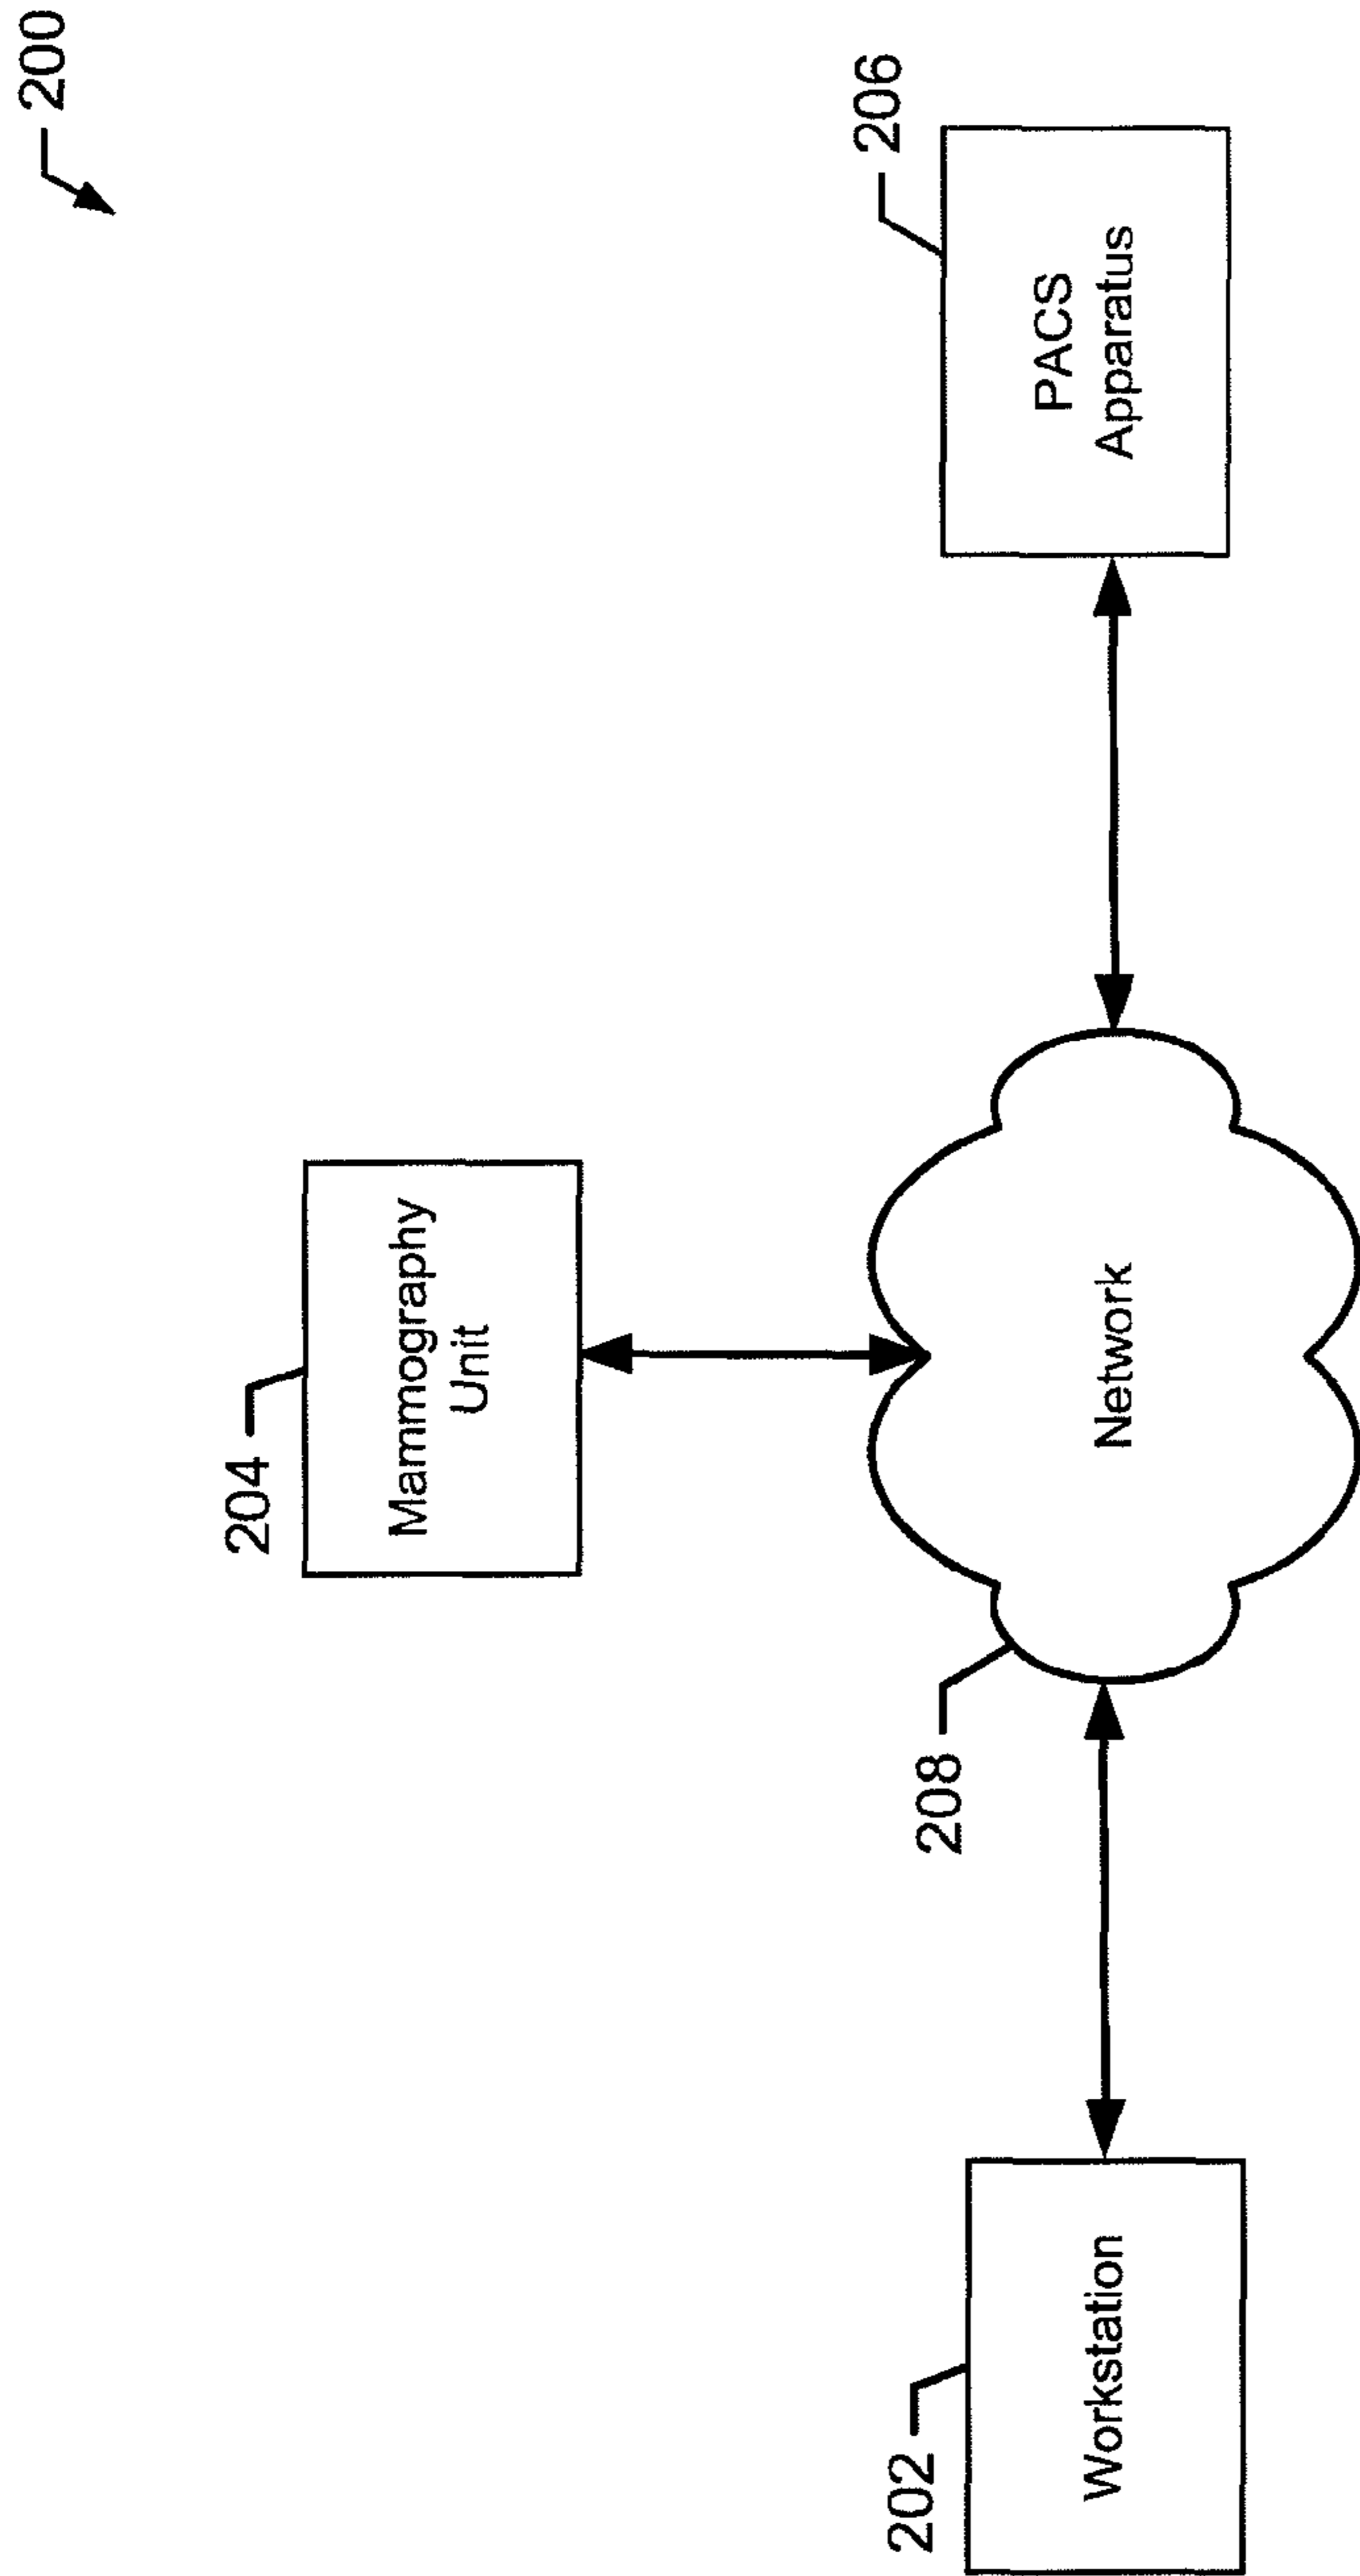 200
204
Mammography
Unit
206
PACS
Apparatus
208
Network
202
Workstation